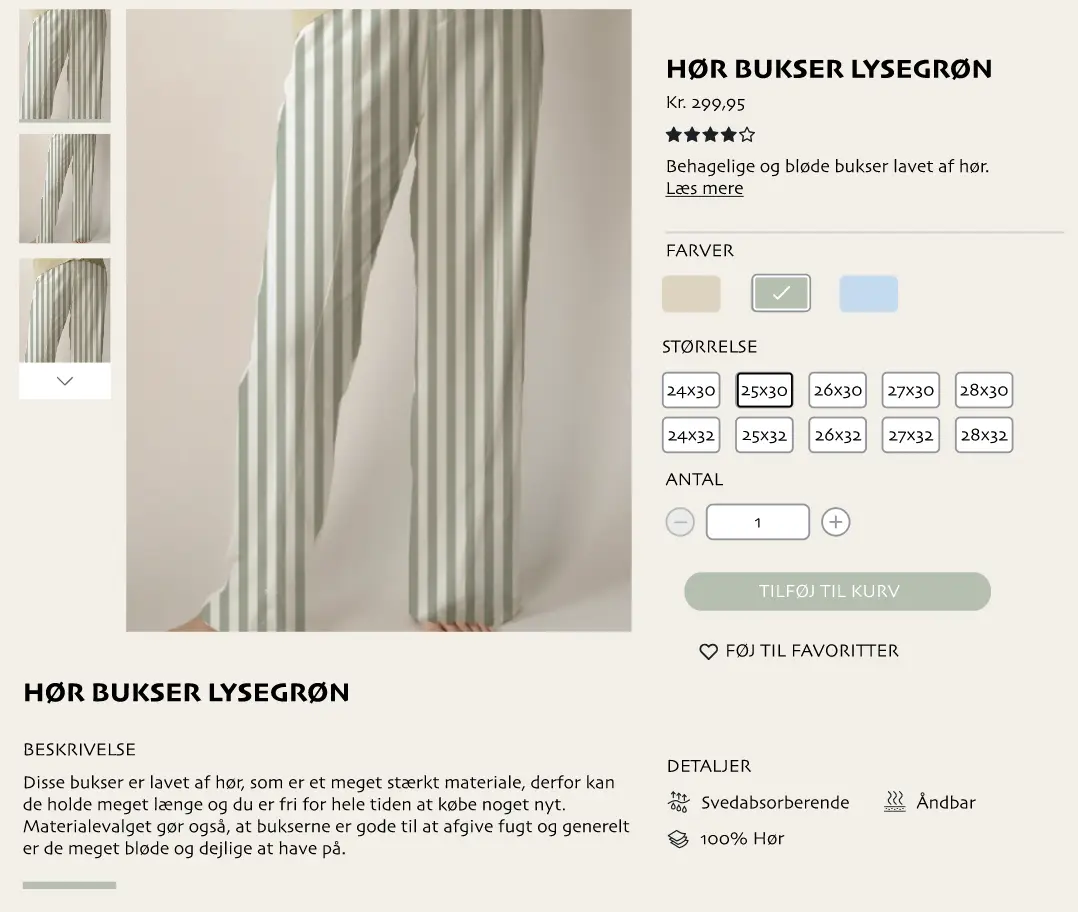 HØR BUKSER LYSEGRØN
Kr. 299,95
Behagelige og bløde bukser lavet af hør.
Læs mere
FARVER
STØRRELSE
24x30 25x30 26x30 27x30 28x30
24x32 25x32 26x32 27x32 28x32
ANTAL
1
TILFØJ TIL KURV
FØJ TIL FAVORITTER
HØR BUKSER LYSEGRØN
BESKRIVELSE
Disse bukser er lavet af hør, som er et meget stærkt materiale, derfor kan
de holde meget længe og du er fri for hele tiden at købe noget nyt.
Materialevalget gør også, at bukserne er gode til at afgive fugt og generelt
er de meget bløde og dejlige at have på.
DETALJER
Svedabsorberende Åndbar
100% Hør